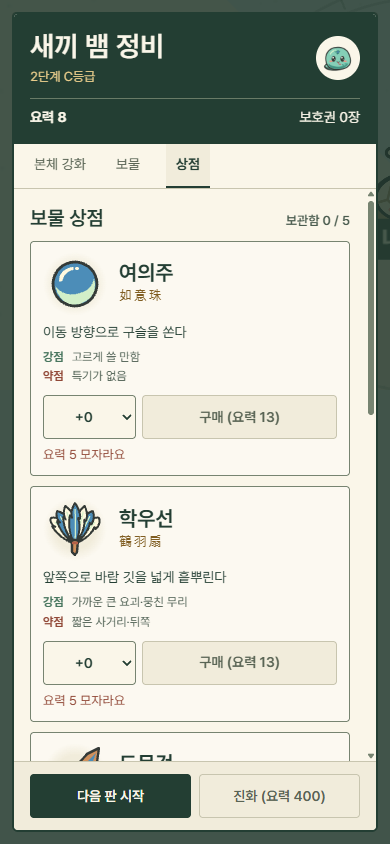 새끼 뱀 정비
2단계 C등급
요력 8
보호권 0장
본체 강화
보물
상점
보물 상점
보관함 0 / 5
여의주
如意珠
이동 방향으로 구슬을 쏜다
강점 고르게 쓸 만함
약점 특기가 없음
+0
구매 (요력 13)
요력 5 모자라요
학우선
鶴羽扇
앞쪽으로 바람 깃을 넓게 흩뿌린다
강점 가까운 큰 요괴·뭉친 무리
약점 짧은 사거리·뒤쪽
+0
구매 (요력 13)
요력 5 모자라요
다음 판 시작
진화 (요력 400)